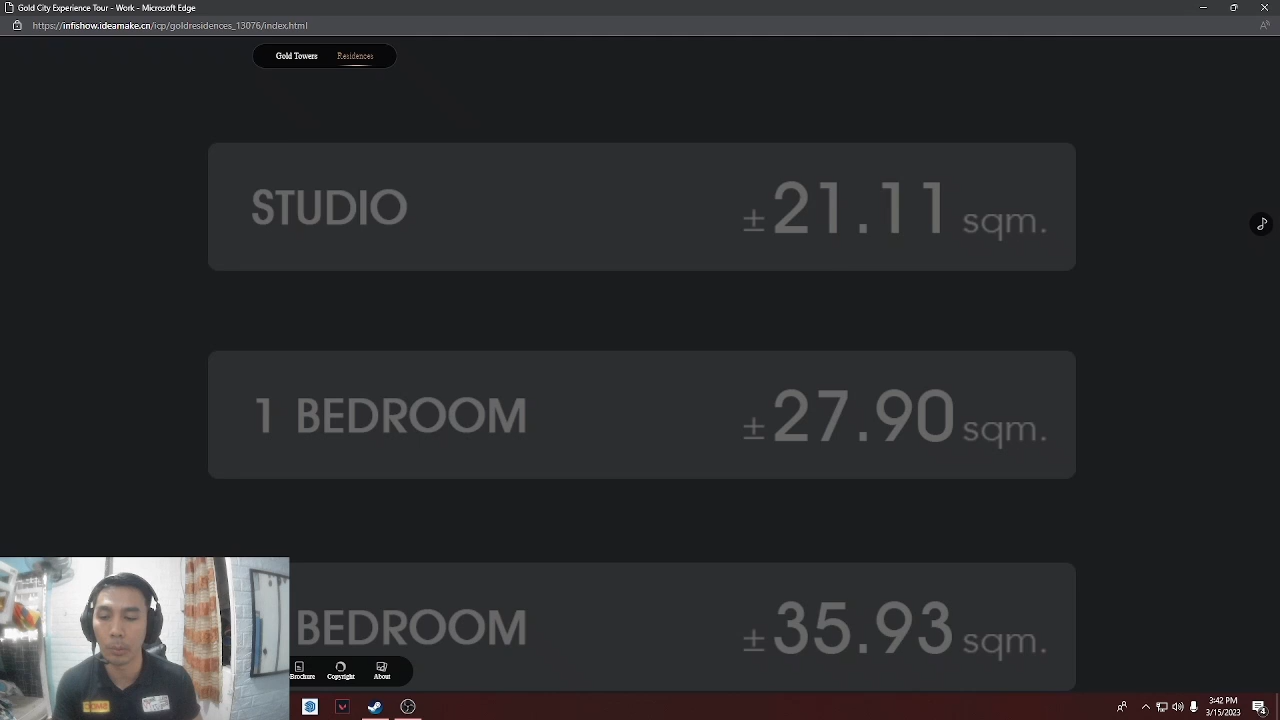 Gold City Experience Tour - Work - Microsoft Edge
https://infishow.ideamake.cn/icp/goldresidences_13076/index.html
Gold Towers Residences
STUDIO ±21.11 sqm.
1 BEDROOM ±27.90 sqm.
BEDROOM ±35.93 sqm.
Brochure Copyright About
3:42 PM
3/15/2023